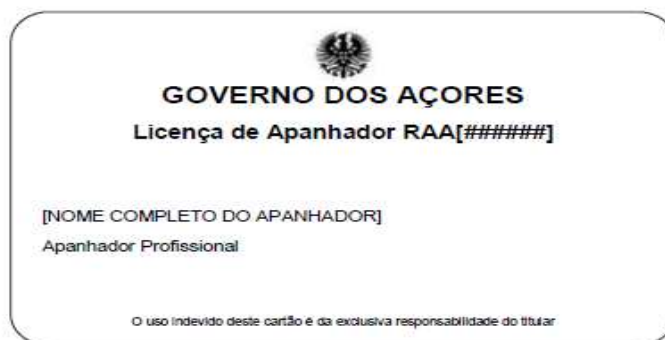 GOVERNO DOS AÇORES
Licença de Apanhador RAA[######]
[NOME COMPLETO DO APANHADOR]
Apanhador Profissional
O uso indevido deste cartão é da exclusiva responsabilidade do titular